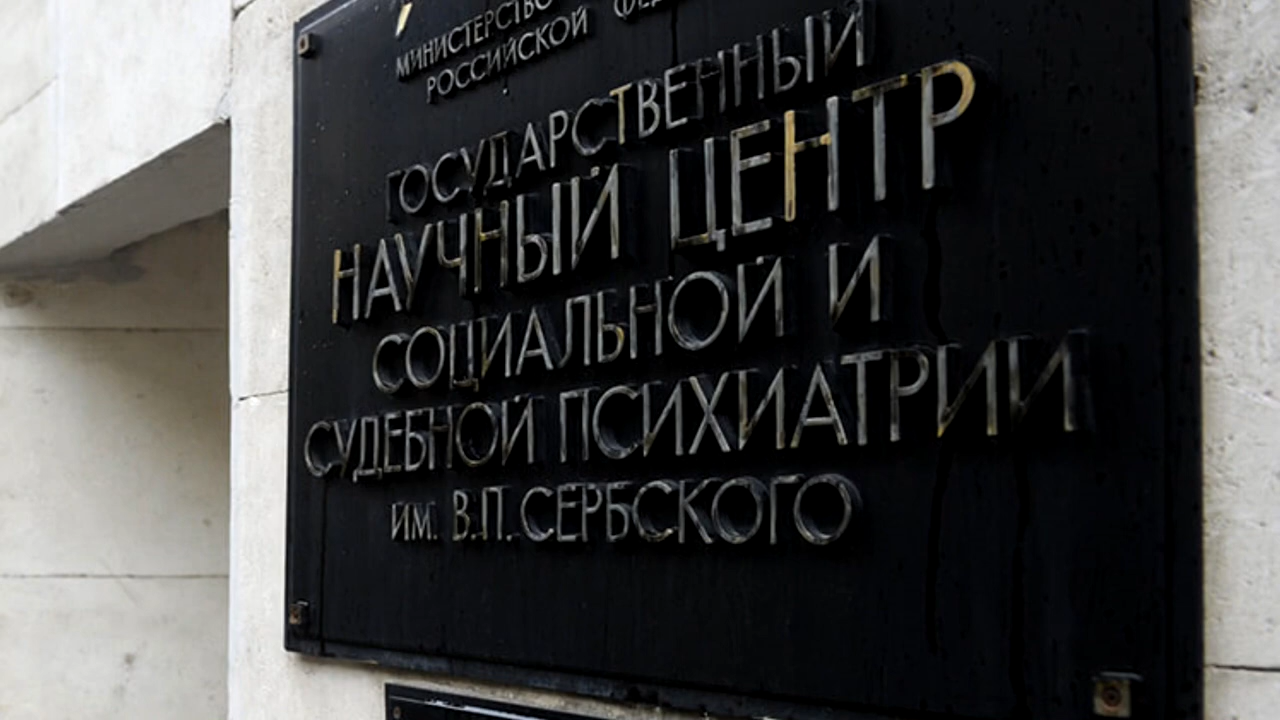 МИНИСТЕРСТВО
РОССИЙСКОЙ
ГОСУДАРСТВЕННЫЙ
НАУЧНЫЙ ЦЕНТР
СОЦИАЛЬНОЙ И
СУДЕБНОЙ ПСИХИАТРИИ
ИМ. В.П. СЕРБСКОГО